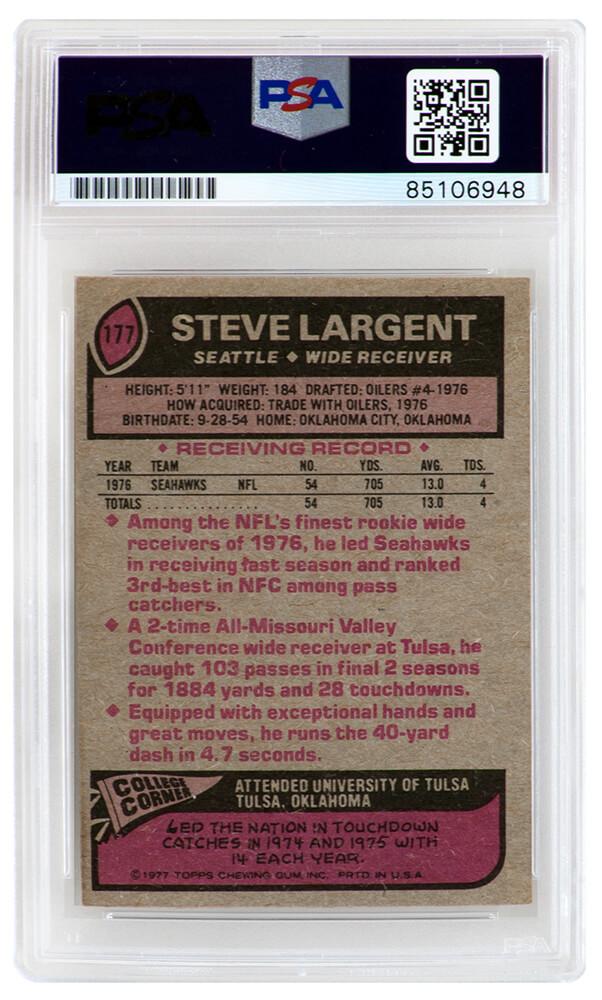 PSA
PSA
85106948
177
STEVE LARGENT
SEATTLE ◆ WIDE RECEIVER
HEIGHT: 5'11" WEIGHT: 184 DRAFTED: OILERS #4-1976
HOW ACQUIRED: TRADE WITH OILERS, 1976
BIRTHDATE: 9-28-54 HOME: OKLAHOMA CITY, OKLAHOMA
◆ RECEIVING RECORD ◆
YEAR TEAM NO. YDS. AVG. TDS.
1976 SEAHAWKS NFL 54 705 13.0 4
TOTALS . . . . . . . . . . . . . . 54 705 13.0 4
◆ Among the NFL's finest rookie wide
receivers of 1976, he led Seahawks
in receiving last season and ranked
3rd-best in NFC among pass
catchers.
◆ A 2-time All-Missouri Valley
Conference wide receiver at Tulsa, he
caught 103 passes in final 2 seasons
for 1884 yards and 28 touchdowns.
◆ Equipped with exceptional hands and
great moves, he runs the 40-yard
dash in 4.7 seconds.
COLLEGE
CORNER
ATTENDED UNIVERSITY OF TULSA
TULSA, OKLAHOMA
LED THE NATION IN TOUCHDOWN
CATCHES IN 1974 AND 1975 WITH
14 EACH YEAR.
©1977 TOPPS CHEWING GUM, INC. PRTD. IN U.S.A.
PSA